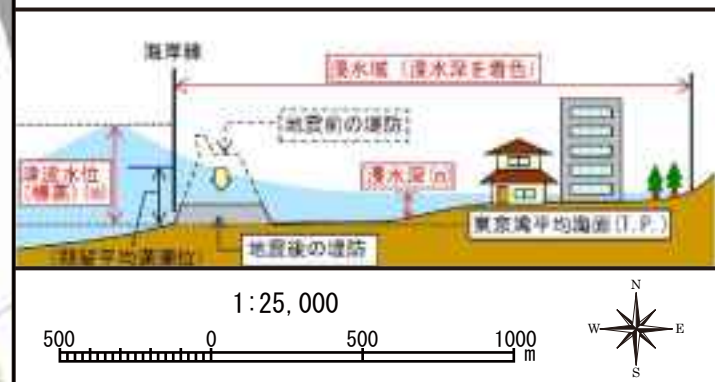 海岸線
浸水域（浸水深を着色）
地震前の堤防
津波水位
（標高）(m)
浸水深(m)
東京湾平均海面(T.P.)
（朔望平均満潮位）
地震後の堤防
1:25,000
500 0 500 1000
m
N
W E
S